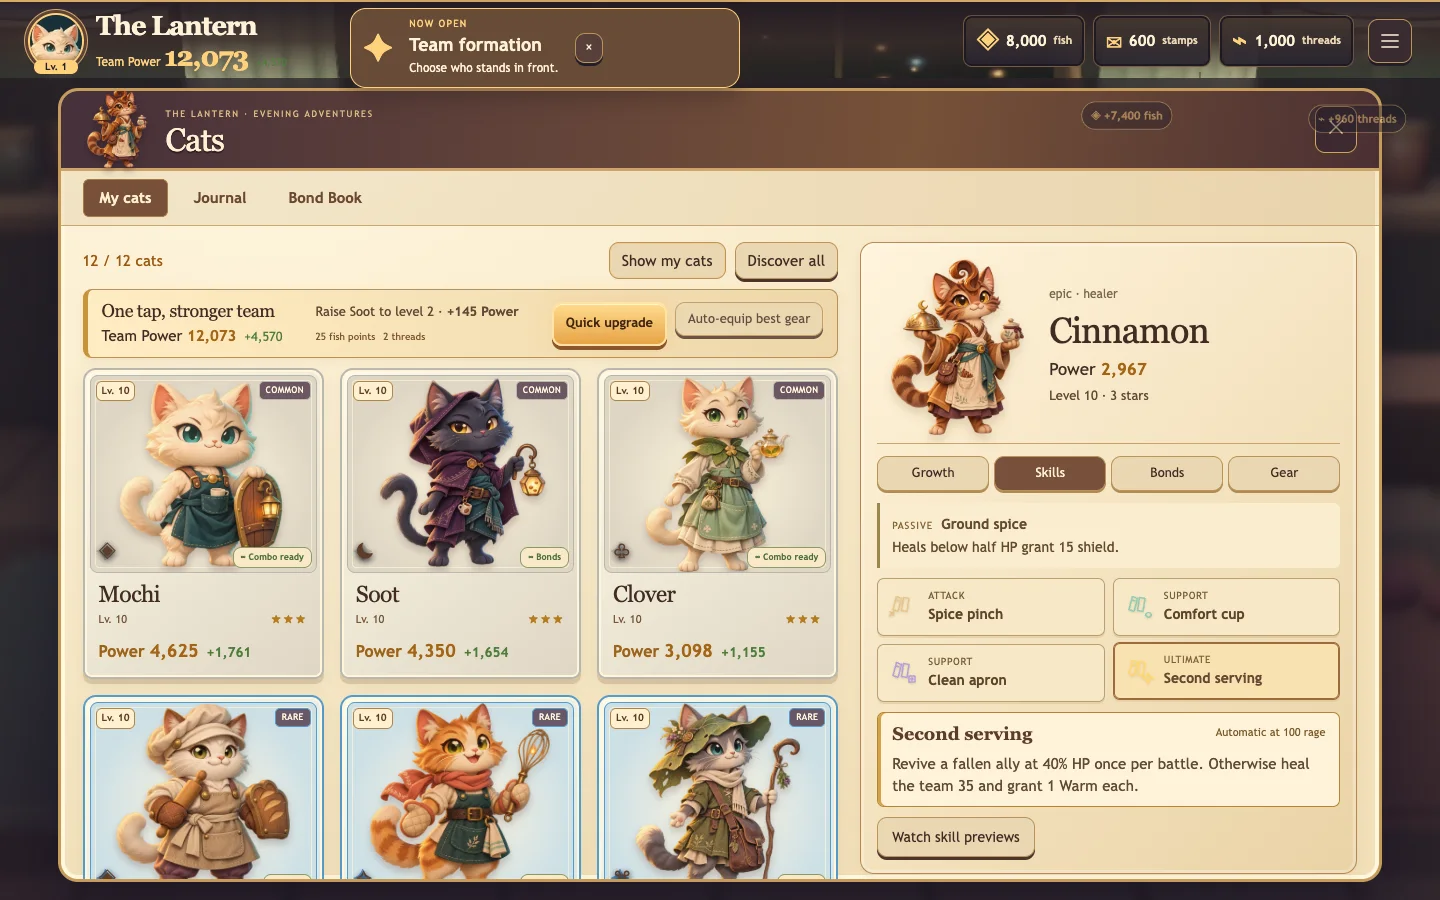 The Lantern
Team Power 12,073
Lv. 1
NOW OPEN
Team formation
Choose who stands in front.
×
8,000 fish
600 stamps
1,000 threads
THE LANTERN · EVENING ADVENTURES
Cats
+7,400 fish
+960 threads
My cats
Journal
Bond Book
12 / 12 cats
Show my cats
Discover all
One tap, stronger team
Team Power 12,073 +4,570
Raise Soot to level 2 · +145 Power
25 fish points 2 threads
Quick upgrade
Auto-equip best gear
Lv. 10
COMMON
Combo ready
Mochi
Lv. 10
Power 4,625 +1,761
Lv. 10
COMMON
Bonds
Soot
Lv. 10
Power 4,350 +1,654
Lv. 10
COMMON
Combo ready
Clover
Lv. 10
Power 3,098 +1,155
Lv. 10
RARE
Lv. 10
RARE
Lv. 10
RARE
epic · healer
Cinnamon
Power 2,967
Level 10 · 3 stars
Growth
Skills
Bonds
Gear
PASSIVE Ground spice
Heals below half HP grant 15 shield.
ATTACK
Spice pinch
SUPPORT
Comfort cup
SUPPORT
Clean apron
ULTIMATE
Second serving
Second serving
Automatic at 100 rage
Revive a fallen ally at 40% HP once per battle. Otherwise heal
the team 35 and grant 1 Warm each.
Watch skill previews